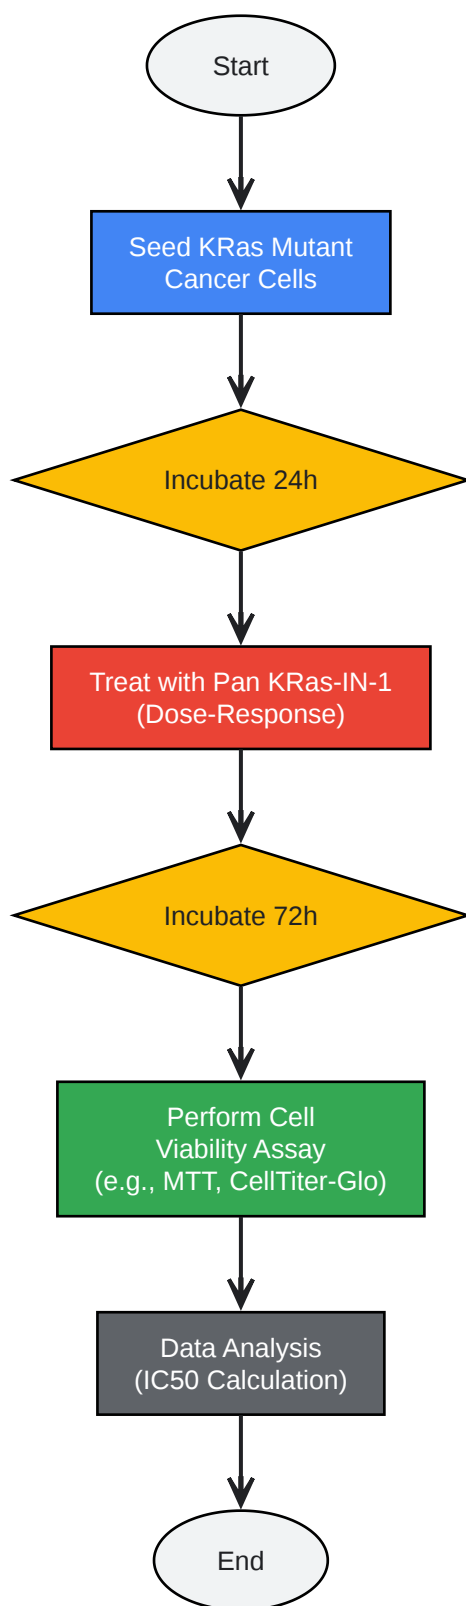 Start
Seed KRas Mutant
Cancer Cells
Incubate 24h
Treat with Pan KRas-IN-1
(Dose-Response)
Incubate 72h
Perform Cell
Viability Assay
(e.g., MTT, CellTiter-Glo)
Data Analysis
(IC50 Calculation)
End